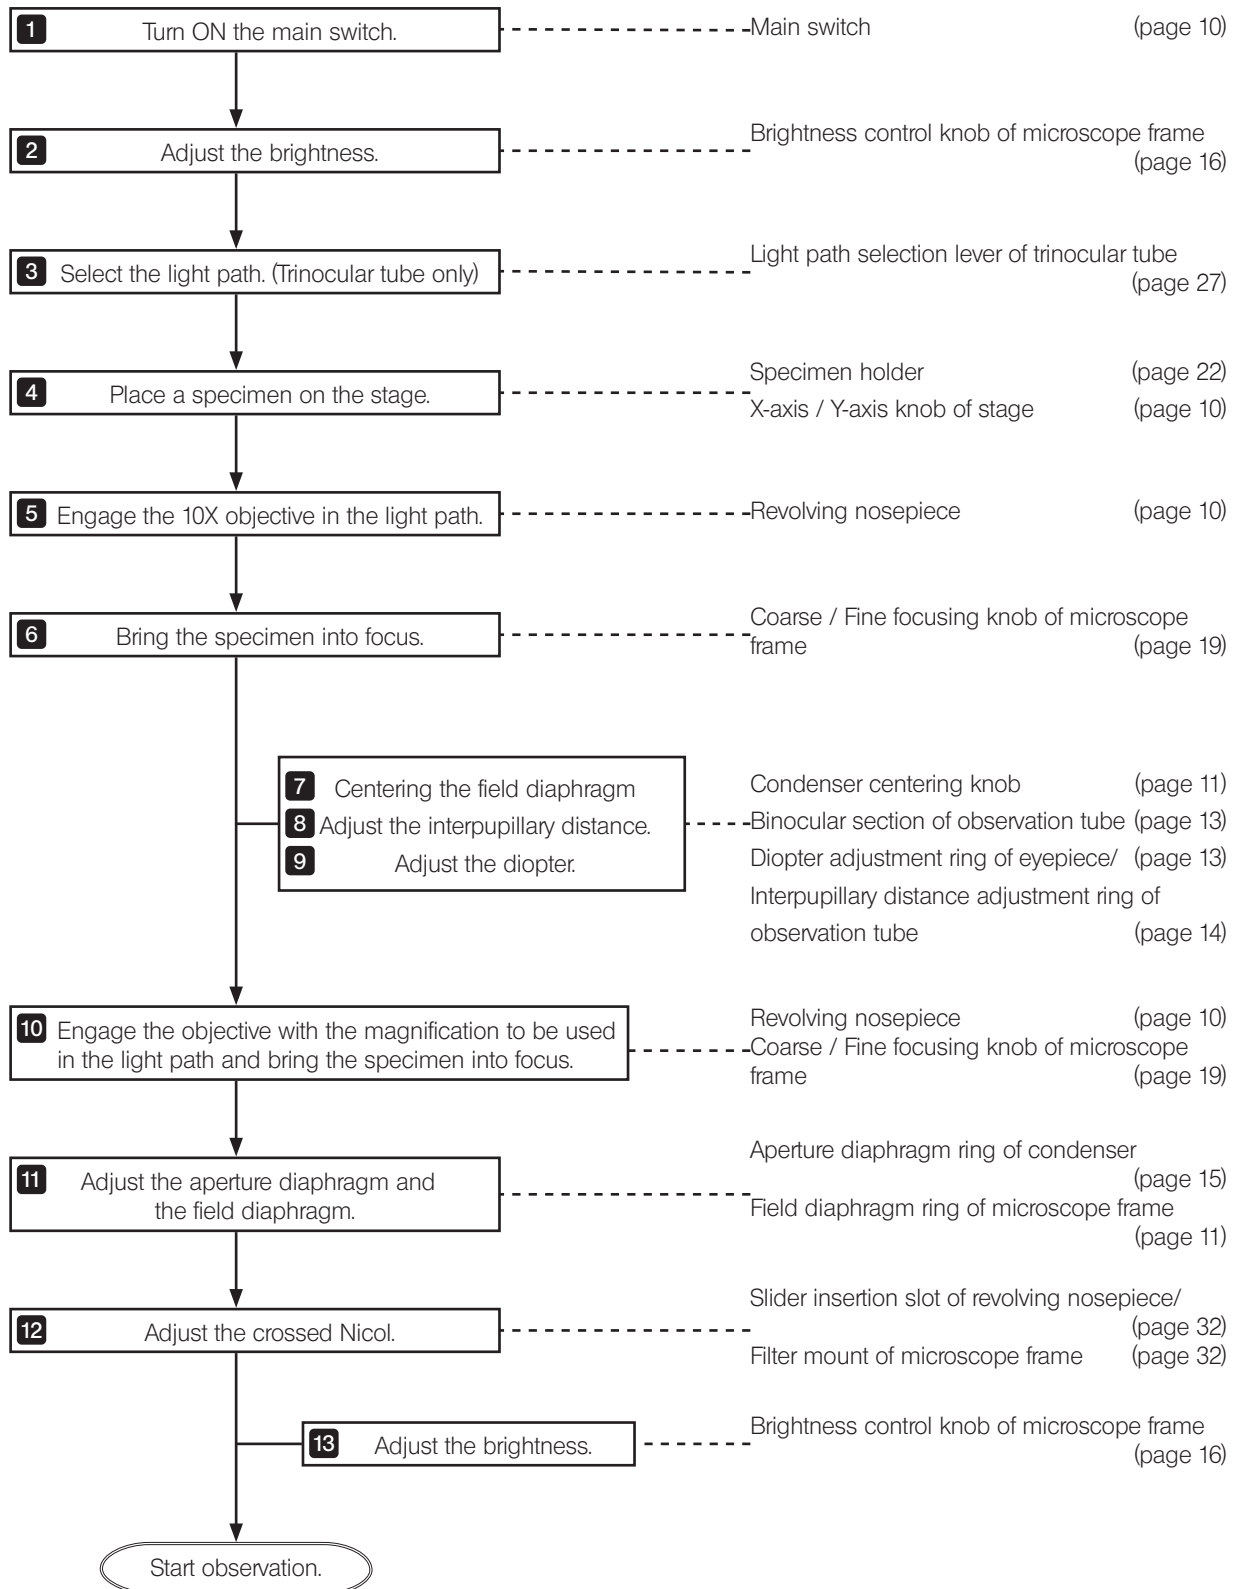 1 Turn ON the main switch.
Main switch (page 10)
2 Adjust the brightness.
Brightness control knob of microscope frame
(page 16)
3 Select the light path. (Trinocular tube only)
Light path selection lever of trinocular tube
(page 27)
4 Place a specimen on the stage.
Specimen holder (page 22)
X-axis / Y-axis knob of stage (page 10)
5 Engage the 10X objective in the light path.
Revolving nosepiece (page 10)
6 Bring the specimen into focus.
Coarse / Fine focusing knob of microscope
frame (page 19)
7 Centering the field diaphragm
8 Adjust the interpupillary distance.
9 Adjust the diopter.
Condenser centering knob (page 11)
Binocular section of observation tube (page 13)
Diopter adjustment ring of eyepiece/ (page 13)
Interpupillary distance adjustment ring of
observation tube (page 14)
10 Engage the objective with the magnification to be used
in the light path and bring the specimen into focus.
Revolving nosepiece (page 10)
Coarse / Fine focusing knob of microscope
frame (page 19)
11 Adjust the aperture diaphragm and
the field diaphragm.
Aperture diaphragm ring of condenser
(page 15)
Field diaphragm ring of microscope frame
(page 11)
12 Adjust the crossed Nicol.
Slider insertion slot of revolving nosepiece/
(page 32)
Filter mount of microscope frame (page 32)
13 Adjust the brightness.
Brightness control knob of microscope frame
(page 16)
Start observation.